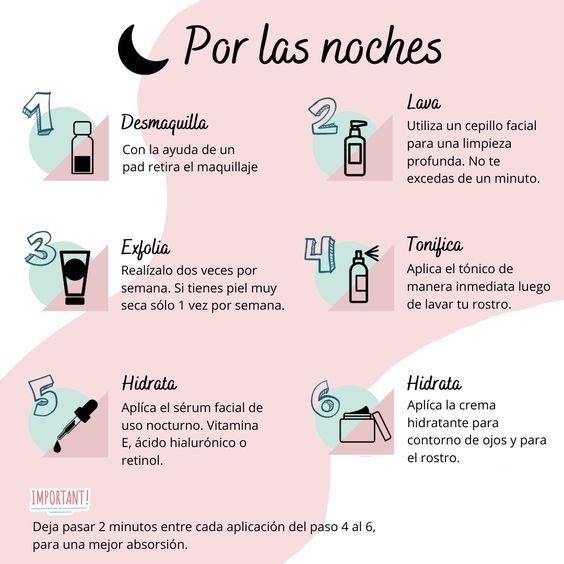 Por las noches
1
Desmaquilla
Con la ayuda de un
pad retira el maquillaje
2
Lava
Utiliza un cepillo facial
para una limpieza
profunda. No te
excedas de un minuto.
3
Exfolia
Realízalo dos veces por
semana. Si tienes piel muy
seca sólo 1 vez por semana.
4
Tonifica
Aplica el tónico de
manera inmediata luego
de lavar tu rostro.
5
Hidrata
Aplíca el sérum facial de
uso nocturno. Vitamina
E, ácido hialurónico o
retinol.
6
Hidrata
Aplíca la crema
hidratante para
contorno de ojos y para
el rostro.
IMPORTANT!
Deja pasar 2 minutos entre cada aplicación del paso 4 al 6,
para una mejor absorsión.